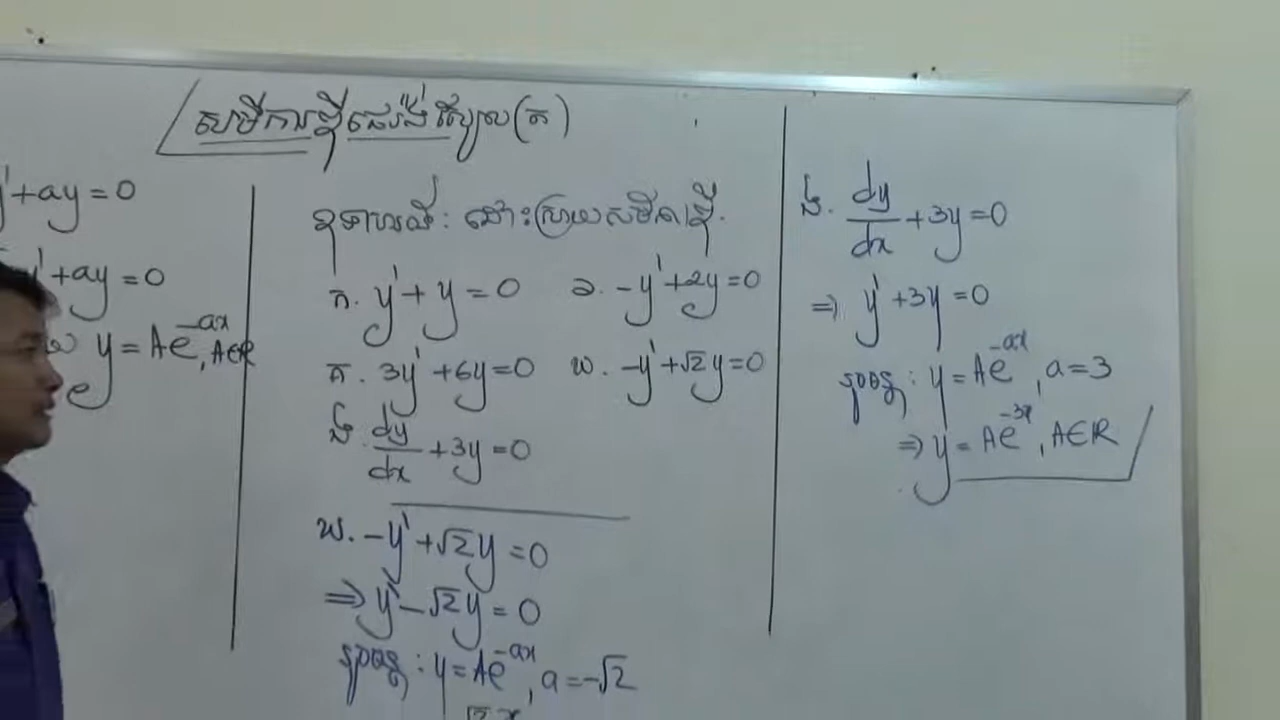 សមីការឌីផេរ៉ង់ស្យែល(ត)
y' + ay = 0
y' + ay = 0
y = Ae^{-ax}, A∈ℝ
ឧទាហរណ៍: ដោះស្រាយសមីការឌី.
ក. y' + y = 0 ខ. -y' + 2y = 0
គ. 3y' + 6y = 0 ឃ. -y' + √2y = 0
ង. dy/dx + 3y = 0
ឃ. -y' + √2y = 0
⇒ y' - √2y = 0
រូបមន្ត : y = Ae^{-ax}, a = -√2
ង. dy/dx + 3y = 0
⇒ y' + 3y = 0
រូបមន្ត : y = Ae^{-ax}, a = 3
⇒ y = Ae^{-3x}, A∈ℝ